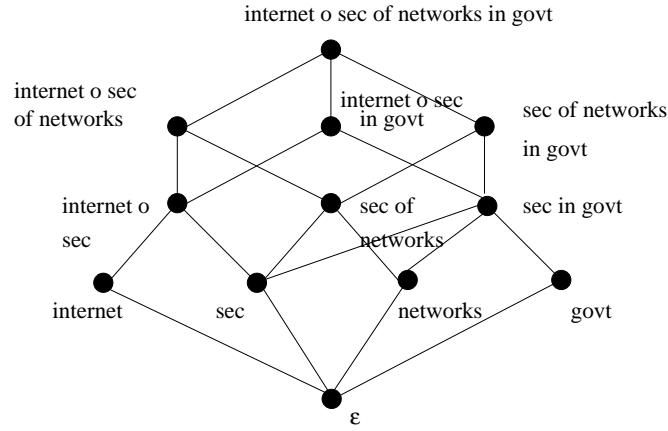 internet o sec of networks in govt
internet o sec
of networks
internet o sec
in govt
sec of networks
in govt
internet o
sec
sec of
networks
sec in govt
internet
sec
networks
govt
ε